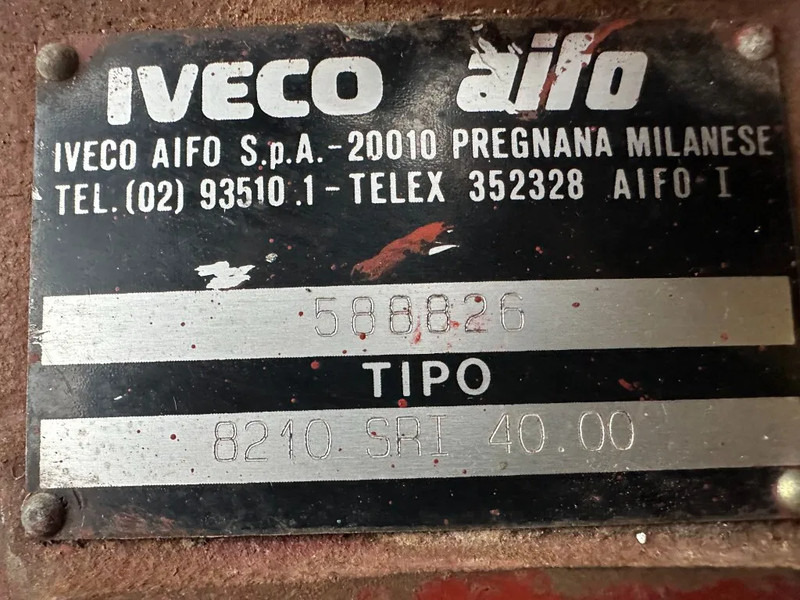 IVECO aifo
IVECO AIFO S.p.A.-20010 PREGNANA MILANESE
TEL.(02) 93510.1-TELEX 352328 AIFO-I
588826
TIPO
8210 SRI 40.00